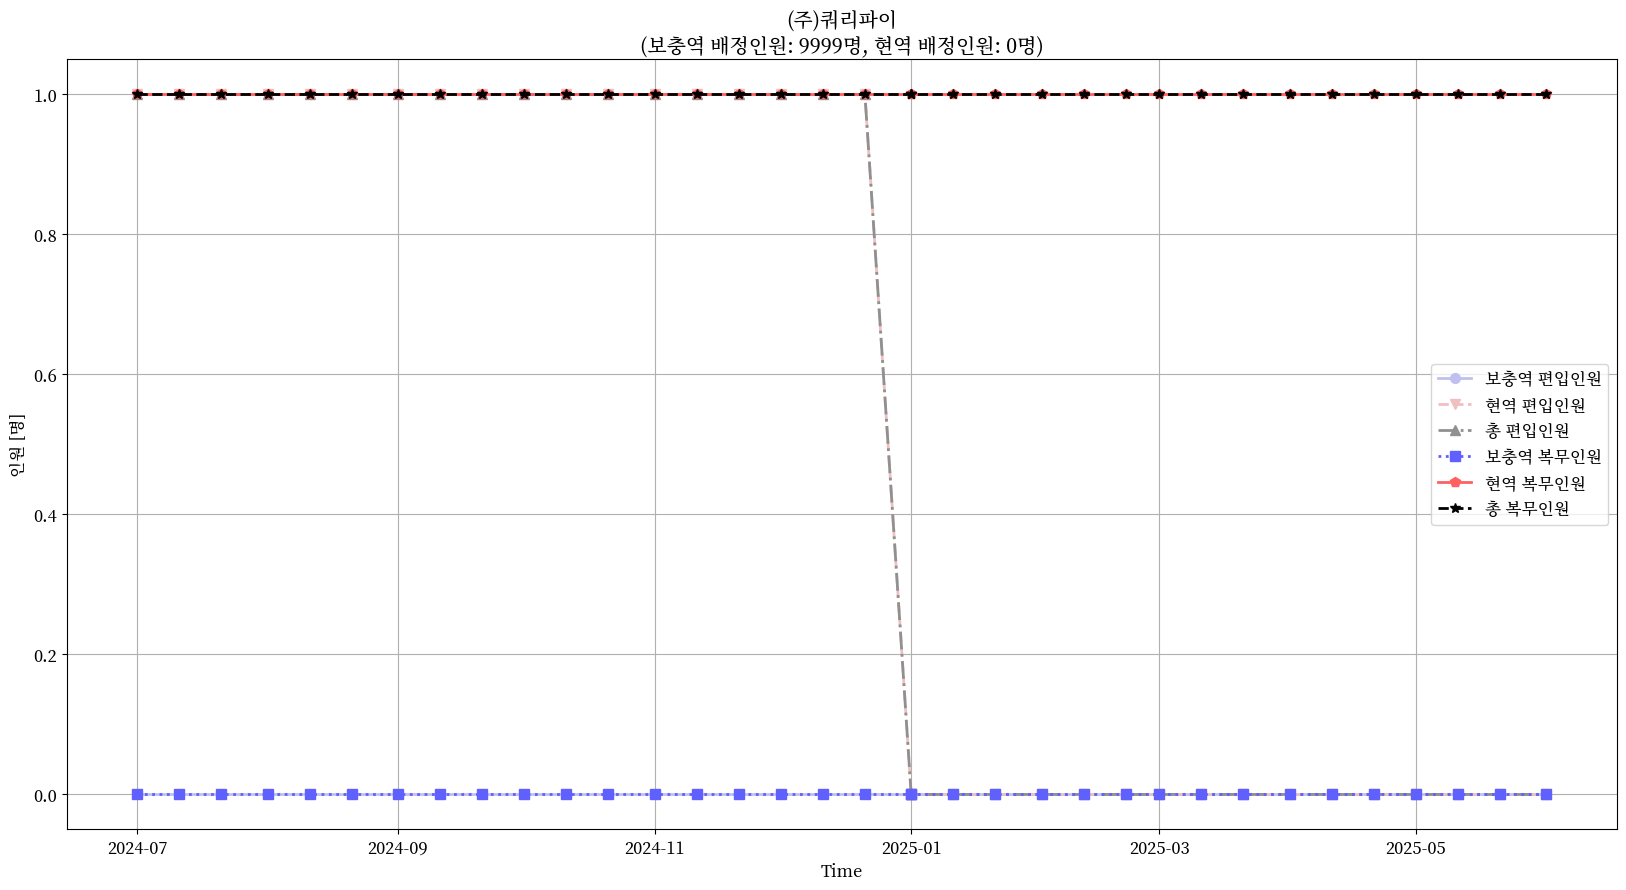 (주)쿼리파이
(보충역 배정인원: 9999명, 현역 배정인원: 0명)
1.0
0.8
0.6
0.4
0.2
0.0
인원 [명]
보충역 편입인원
현역 편입인원
총 편입인원
보충역 복무인원
현역 복무인원
총 복무인원
2024-07
2024-09
2024-11
2025-01
2025-03
2025-05
Time